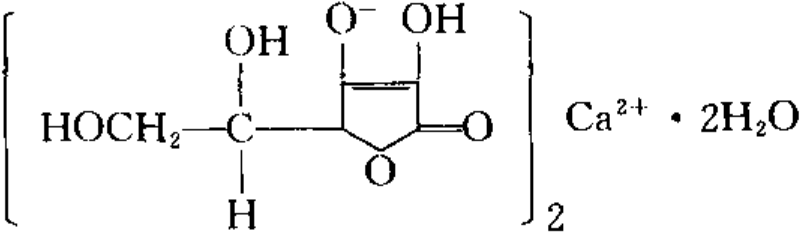 O⁻ OH
OH
HOCH₂ C O Ca²⁺ · 2H₂O
O
H
2